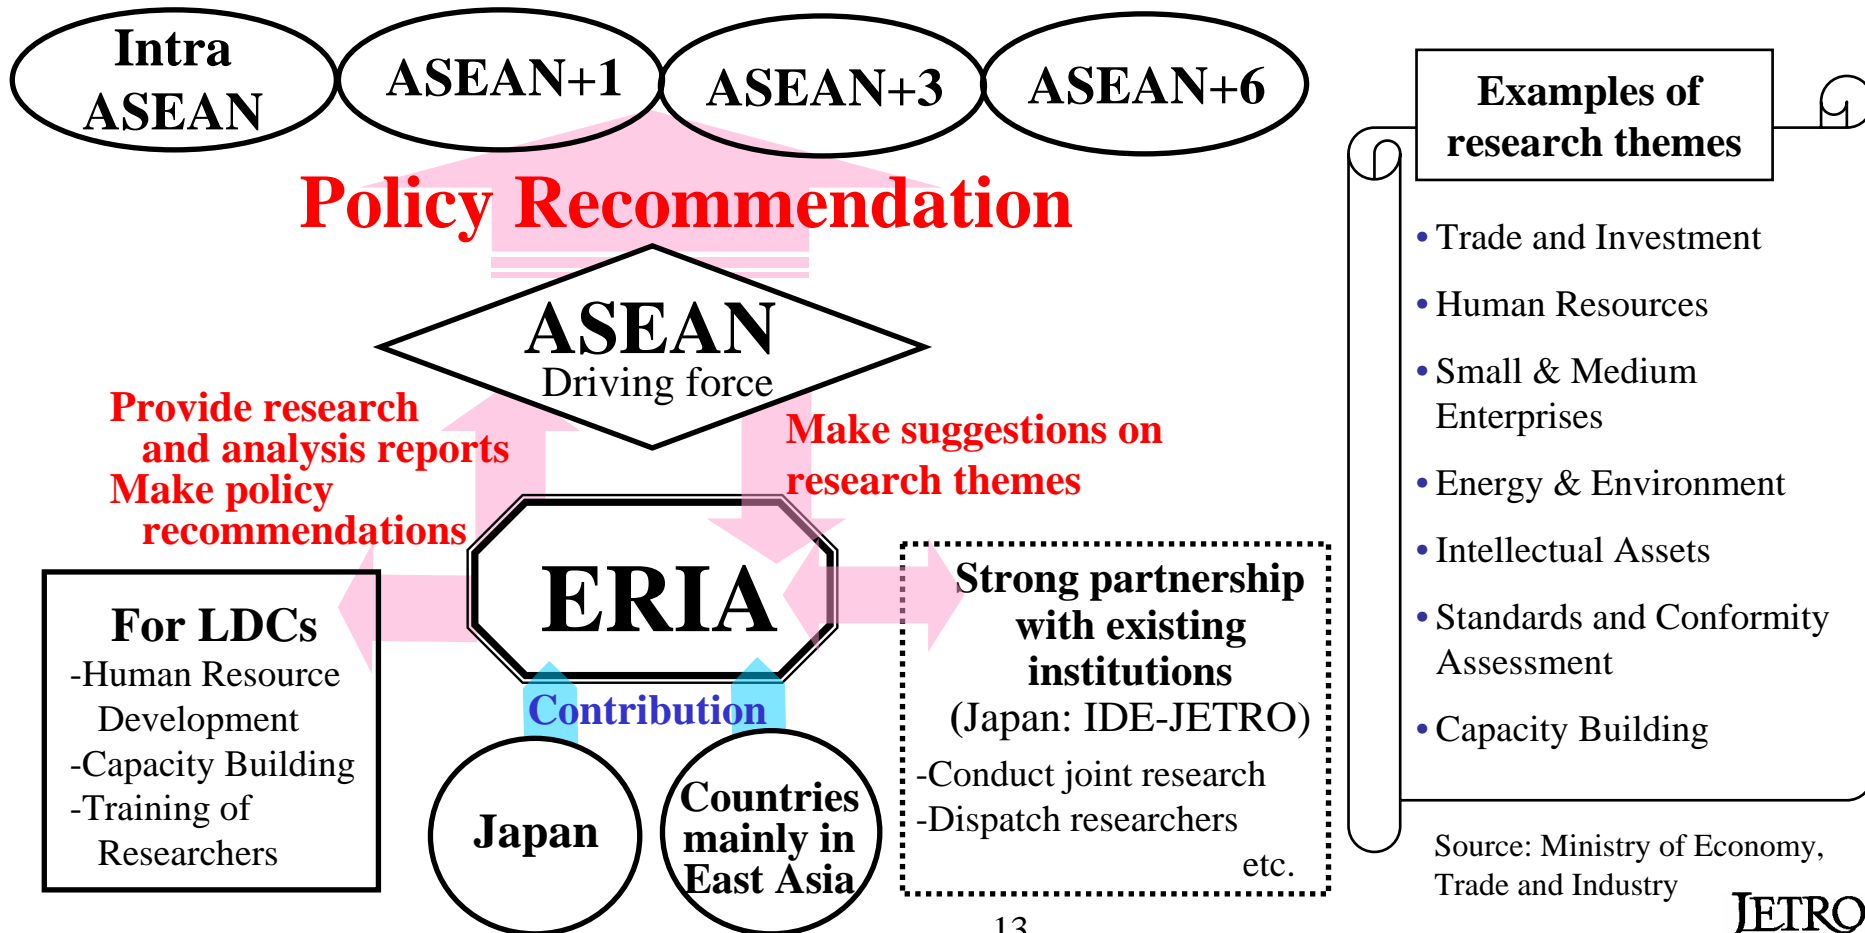 Intra
ASEAN
ASEAN+1
ASEAN+3
ASEAN+6
Policy Recommendation
ASEAN
Driving force
Provide research
and analysis reports
Make policy
recommendations
Make suggestions on
research themes
ERIA
For LDCs
-Human Resource
Development
-Capacity Building
-Training of
Researchers
Contribution
Japan
Countries
mainly in
East Asia
Strong partnership
with existing
institutions
(Japan: IDE-JETRO)
-Conduct joint research
-Dispatch researchers
etc.
Examples of
research themes
• Trade and Investment
• Human Resources
• Small & Medium
Enterprises
• Energy & Environment
• Intellectual Assets
• Standards and Conformity
Assessment
• Capacity Building
Source: Ministry of Economy,
Trade and Industry
13
JETRO